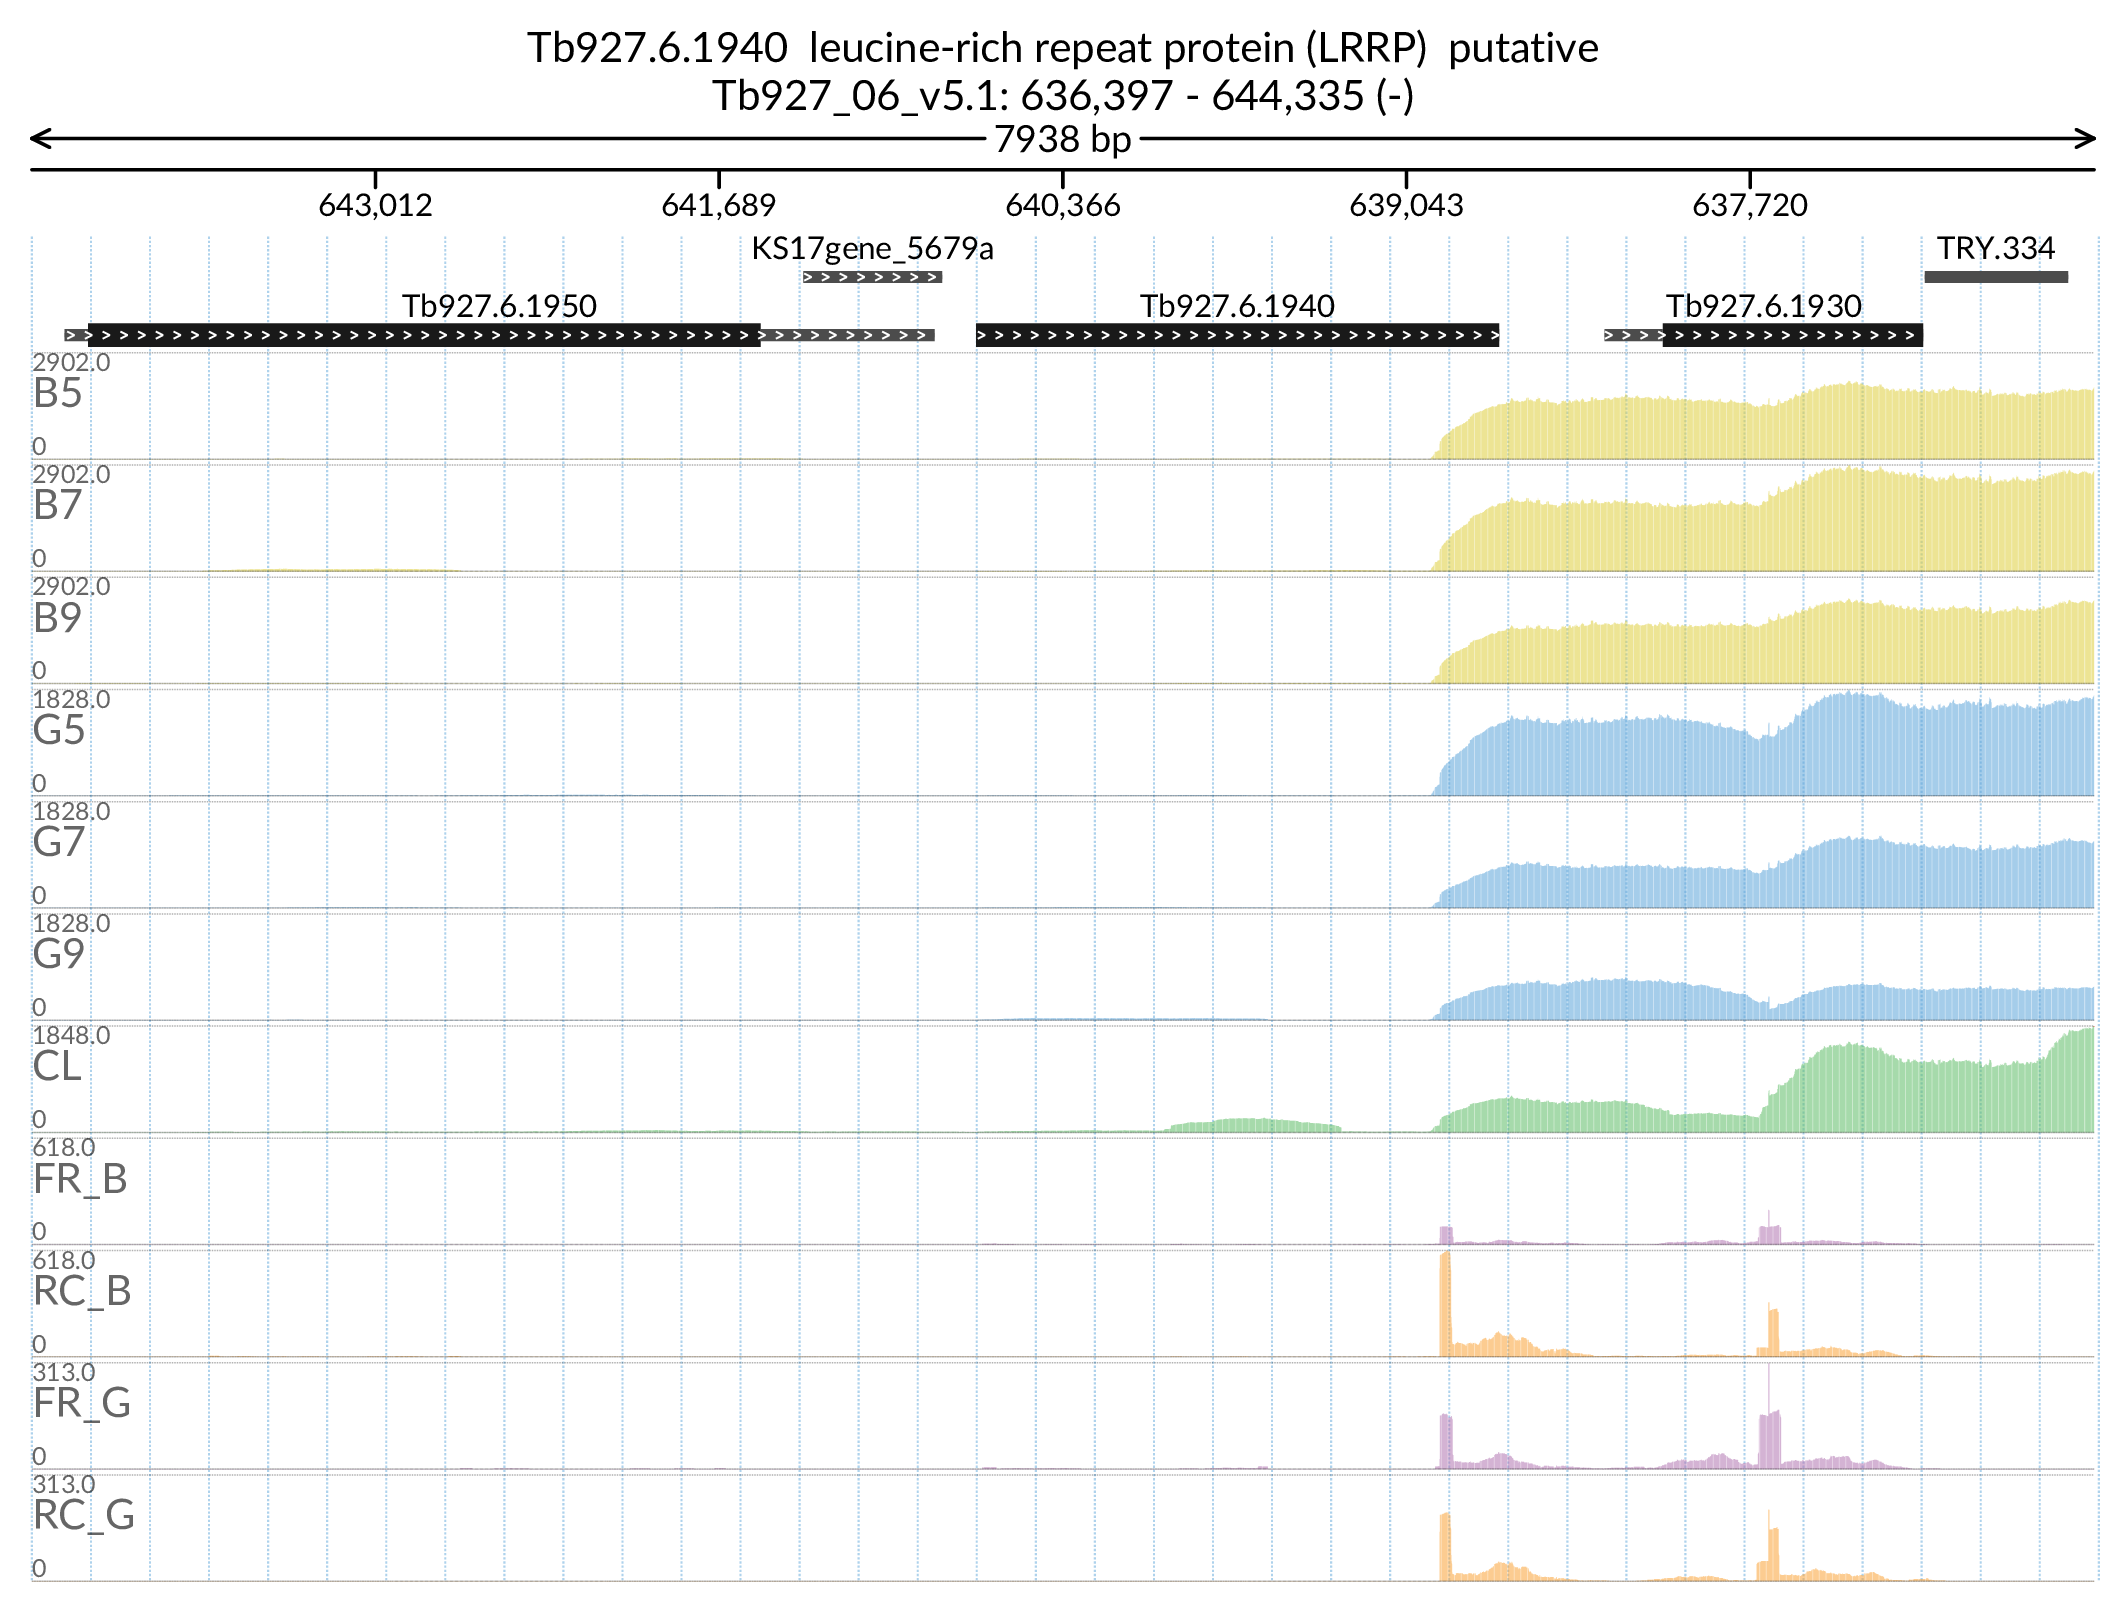 Tb927.6.1940  leucine-rich repeat protein (LRRP)  putative
Tb927_06_v5.1: 636,397 - 644,335 (-)
7938 bp
643,012 641,689 640,366 639,043 637,720
KS17gene_5679a TRY.334
Tb927.6.1950 Tb927.6.1940 Tb927.6.1930
2902.0
B5
0
2902.0
B7
0
2902.0
B9
0
1828.0
G5
0
1828.0
G7
0
1828.0
G9
0
1848.0
CL
0
618.0
FR_B
0
618.0
RC_B
0
313.0
FR_G
0
313.0
RC_G
0